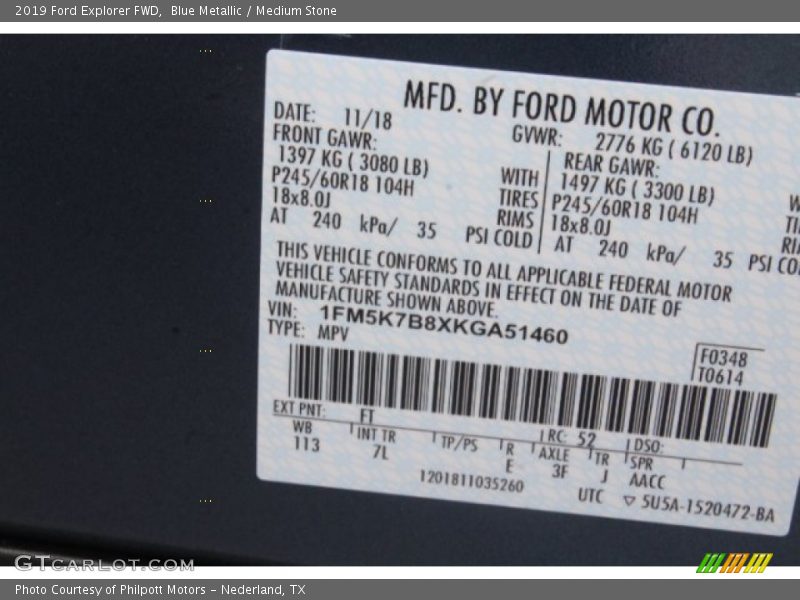 2019 Ford Explorer FWD,  Blue Metallic / Medium Stone
MFD. BY FORD MOTOR CO.
DATE: 11/18 GVWR: 2776 KG ( 6120 LB)
FRONT GAWR: REAR GAWR:
1397 KG ( 3080 LB) WITH 1497 KG ( 3300 LB)
P245/60R18 104H TIRES P245/60R18 104H
18x8.0J RIMS 18x8.0J
AT 240 kPa/ 35 PSI COLD AT 240 kPa/ 35 PSI
THIS VEHICLE CONFORMS TO ALL APPLICABLE FEDERAL MOTOR
VEHICLE SAFETY STANDARDS IN EFFECT ON THE DATE OF
MANUFACTURE SHOWN ABOVE.
VIN: 1FM5K7B8XKGA51460
TYPE: MPV
F0348
T0614
EXT PNT: FT RC: 52 DSO:
WB INT TR TP/PS R AXLE TR SPR
113 7L E 3F J AACC
1201811035260 UTC ▽ 5U5A-1520472-BA
GTCARLOT.COM
Photo Courtesy of Philpott Motors - Nederland, TX